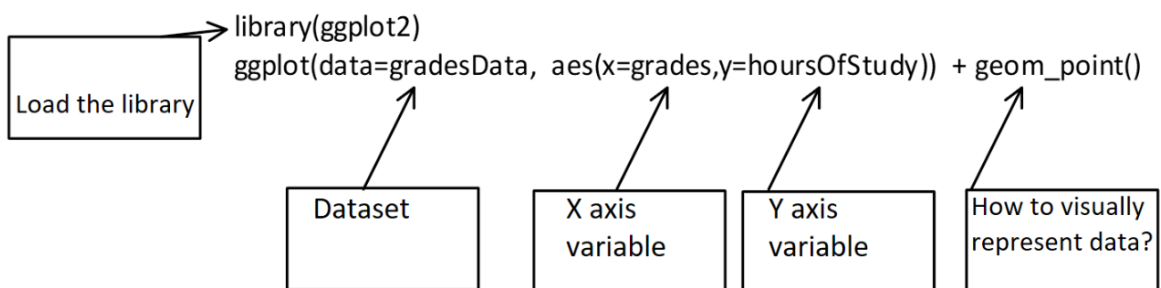 library(ggplot2)
ggplot(data=gradesData, aes(x=grades,y=hoursOfStudy)) + geom_point()
Load the library
Dataset
X axis
variable
Y axis
variable
How to visually
represent data?